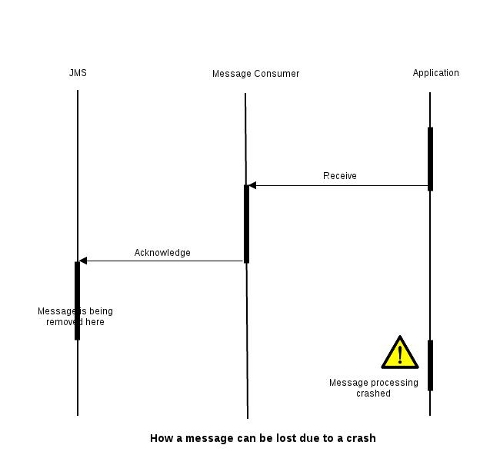 JMS Message Consumer Application
Receive
Acknowledge
Message is being
removed here
Message processing
crashed
How a message can be lost due to a crash